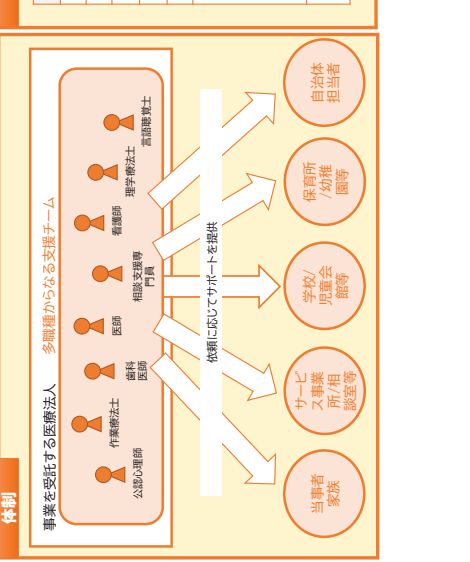 体制
事業を受託する医療法人 多職種からなる支援チーム
公認心理師
作業療法士
歯科
医師
医師
相談支援専
門員
看護師
理学療法士
言語聴覚士
依頼に応じてサポートを提供
当事者
家族
サービ
ス事業
所/相
談室等
学校/
児童会
館等
保育所
/幼稚
園等
自治体
担当者